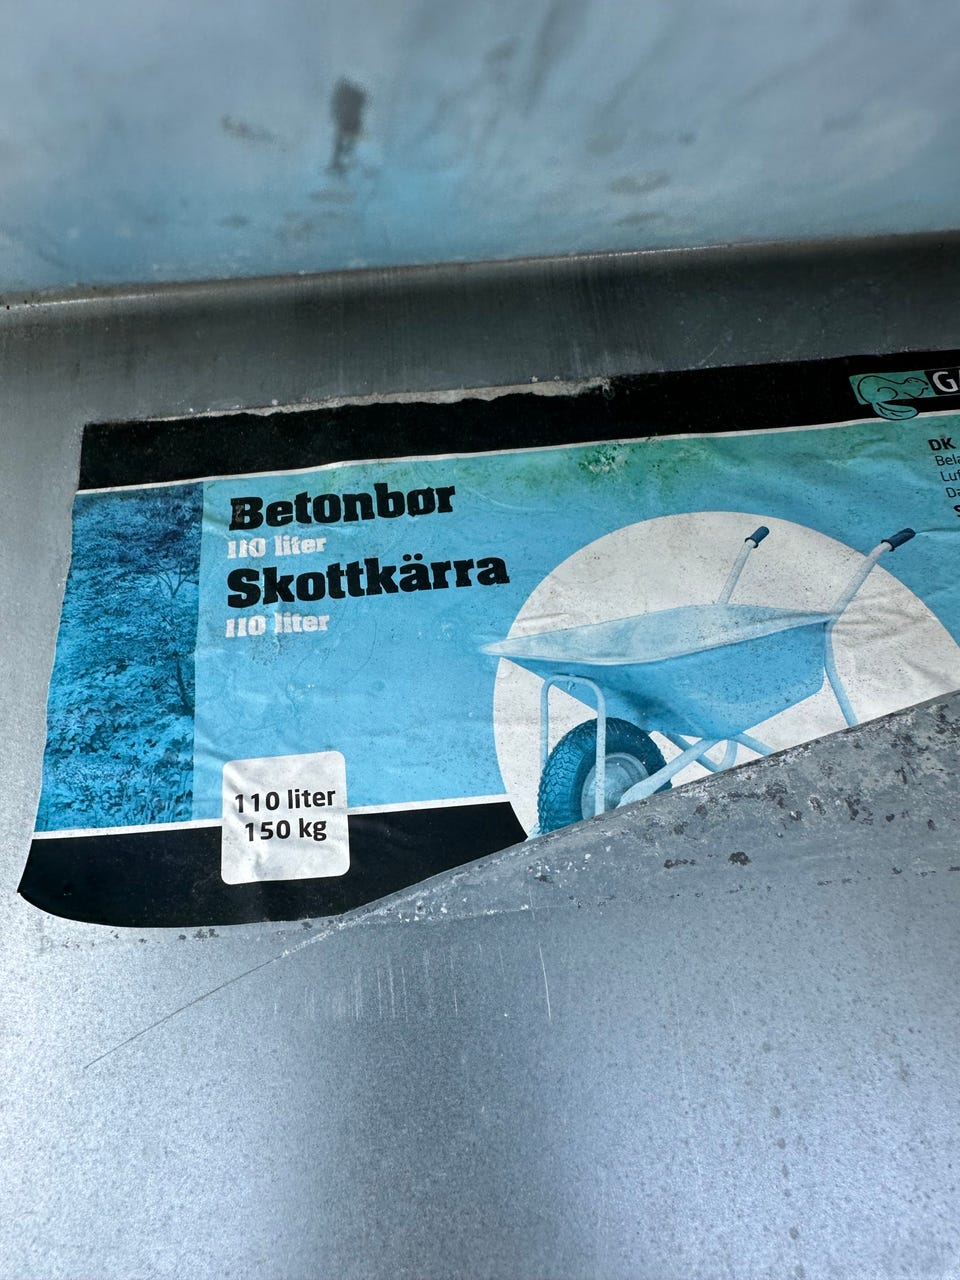 Betonbør
110 liter
Skottkärra
110 liter
110 liter
150 kg
DK